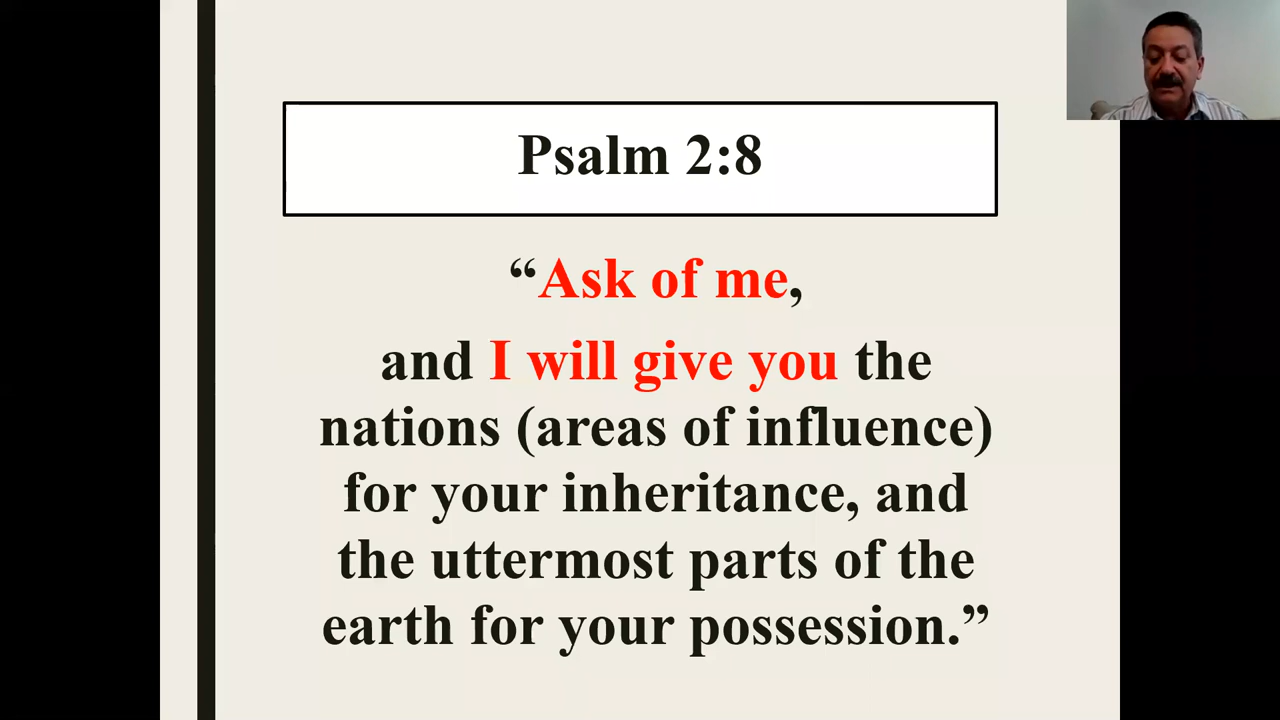 Psalm 2:8
“Ask of me,
and I will give you the
nations (areas of influence)
for your inheritance, and
the uttermost parts of the
earth for your possession.”